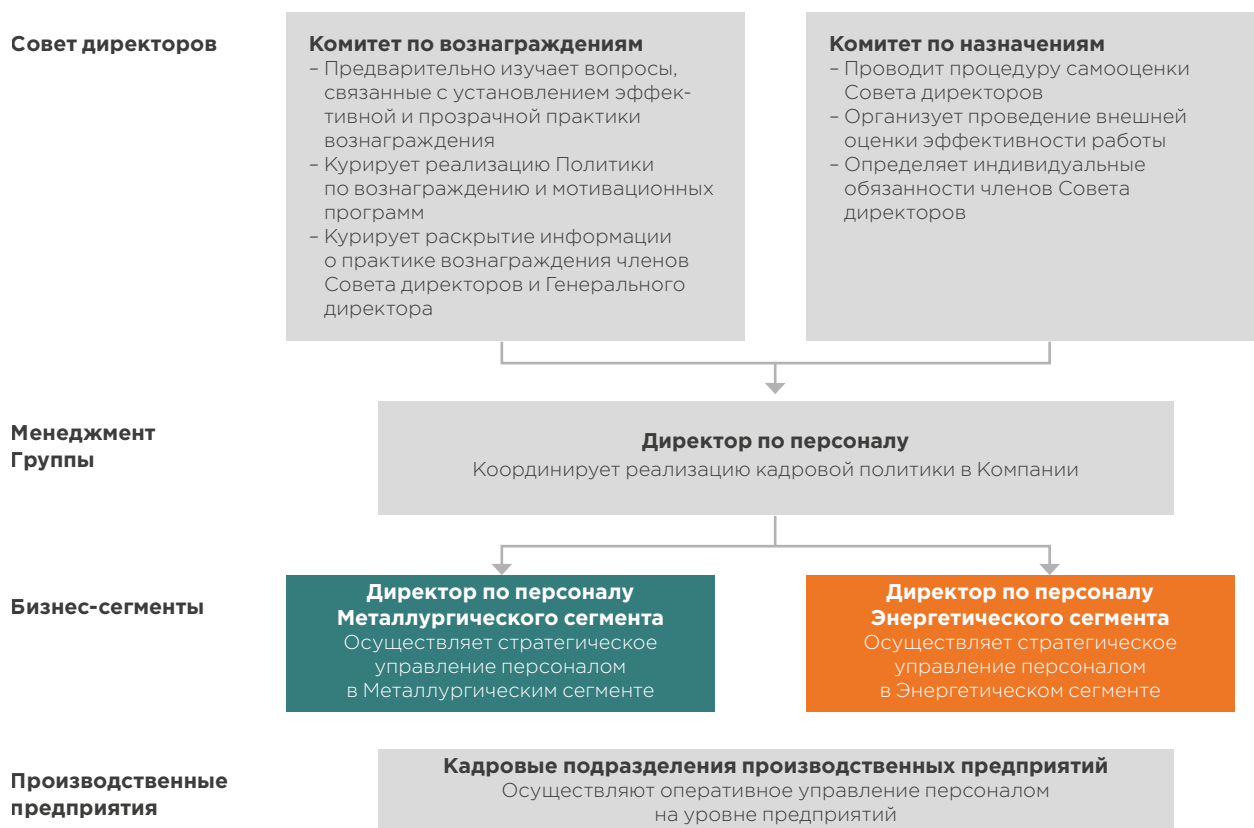 Совет директоров
Комитет по вознаграждениям
– Предварительно изучает вопросы,
связанные с установлением эффек-
тивной и прозрачной практики
вознаграждения
– Курирует реализацию Политики
по вознаграждению и мотивационных
программ
– Курирует раскрытие информации
о практике вознаграждения членов
Совета директоров и Генерального
директора
Комитет по назначениям
– Проводит процедуру самооценки
Совета директоров
– Организует проведение внешней
оценки эффективности работы
– Определяет индивидуальные
обязанности членов Совета
директоров
Менеджмент
Группы
Директор по персоналу
Координирует реализацию кадровой политики в Компании
Бизнес-сегменты
Директор по персоналу
Металлургического сегмента
Осуществляет стратегическое
управление персоналом
в Металлургическим сегменте
Директор по персоналу
Энергетического сегмента
Осуществляет стратегическое
управление персоналом
в Энергетическом сегменте
Производственные
предприятия
Кадровые подразделения производственных предприятий
Осуществляют оперативное управление персоналом
на уровне предприятий